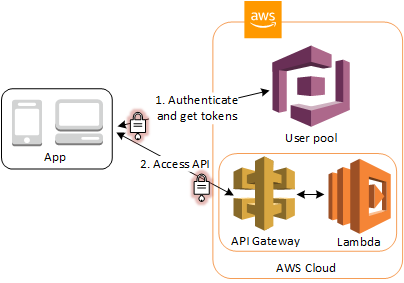 aws
1. Authenticate
and get tokens
User pool
App
2. Access API
API Gateway
Lambda
AWS Cloud